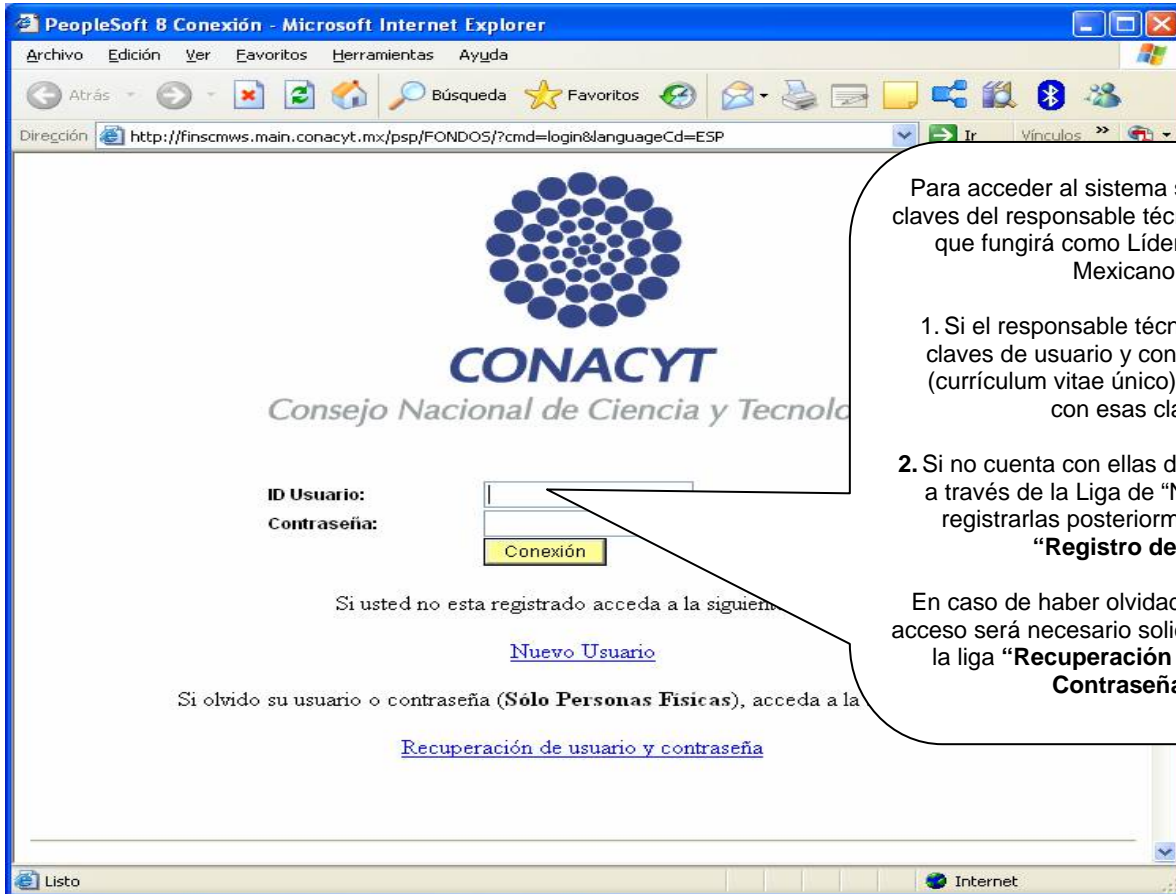 PeopleSoft 8 Conexión - Microsoft Internet Explorer
Archivo Edición Ver Favoritos Herramientas Ayuda
Atrás Búsqueda Favoritos
Dirección http://finscmws.main.conacyt.mx/psp/FONDOS/?cmd=login&languageCd=ESP Ir Vínculos »
CONACYT
Consejo Nacional de Ciencia y Tecnolo
ID Usuario:
Contraseña:
Conexión
Si usted no esta registrado acceda a la siguien
Nuevo Usuario
Si olvido su usuario o contraseña (Sólo Personas Físicas), acceda a la
Recuperación de usuario y contraseña
Para acceder al sistema
claves del responsable téc
que fungirá como Líder
Mexicano
1. Si el responsable técn
claves de usuario y con
(currículum vitae único)
con esas cla
2. Si no cuenta con ellas d
a través de la Liga de “N
registrarlas posteriorm
“Registro de
En caso de haber olvidad
acceso será necesario soli
la liga “Recuperación
Contraseña
Listo Internet